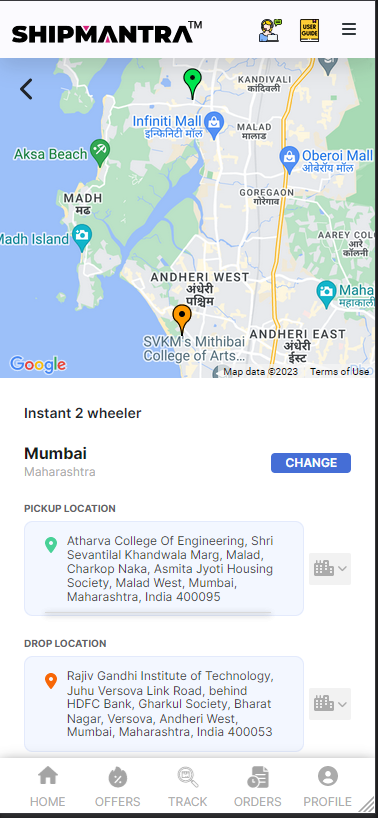 SHIPMANTRA™
USER
GUIDE
KANDIVALI
कांदिवली
Infiniti Mall
इन्फिनिटी मॉल
MALAD
मालाड
Aksa Beach
Oberoi Mall
ओबेरॉय मॉल
MADH
मढ
GOREGAON
गोरेगाव
Madh Island
AAREY COL
आरे
कॉलनी
ANDHERI WEST
अंधेरी
पश्चिम
Maha
महाकाली
SVKM's Mithibai
College of Arts...
ANDHERI EAST
अंधेरी
ईस्ट
Google
Map data ©2023
Terms of Use
Instant 2 wheeler
Mumbai
Maharashtra
CHANGE
PICKUP LOCATION
Atharva College Of Engineering, Shri
Sevantilal Khandwala Marg, Malad,
Charkop Naka, Asmita Jyoti Housing
Society, Malad West, Mumbai,
Maharashtra, India 400095
DROP LOCATION
Rajiv Gandhi Institute of Technology,
Juhu Versova Link Road, behind
HDFC Bank, Gharkul Society, Bharat
Nagar, Versova, Andheri West,
Mumbai, Maharashtra, India 400053
HOME
OFFERS
TRACK
ORDERS
PROFILE